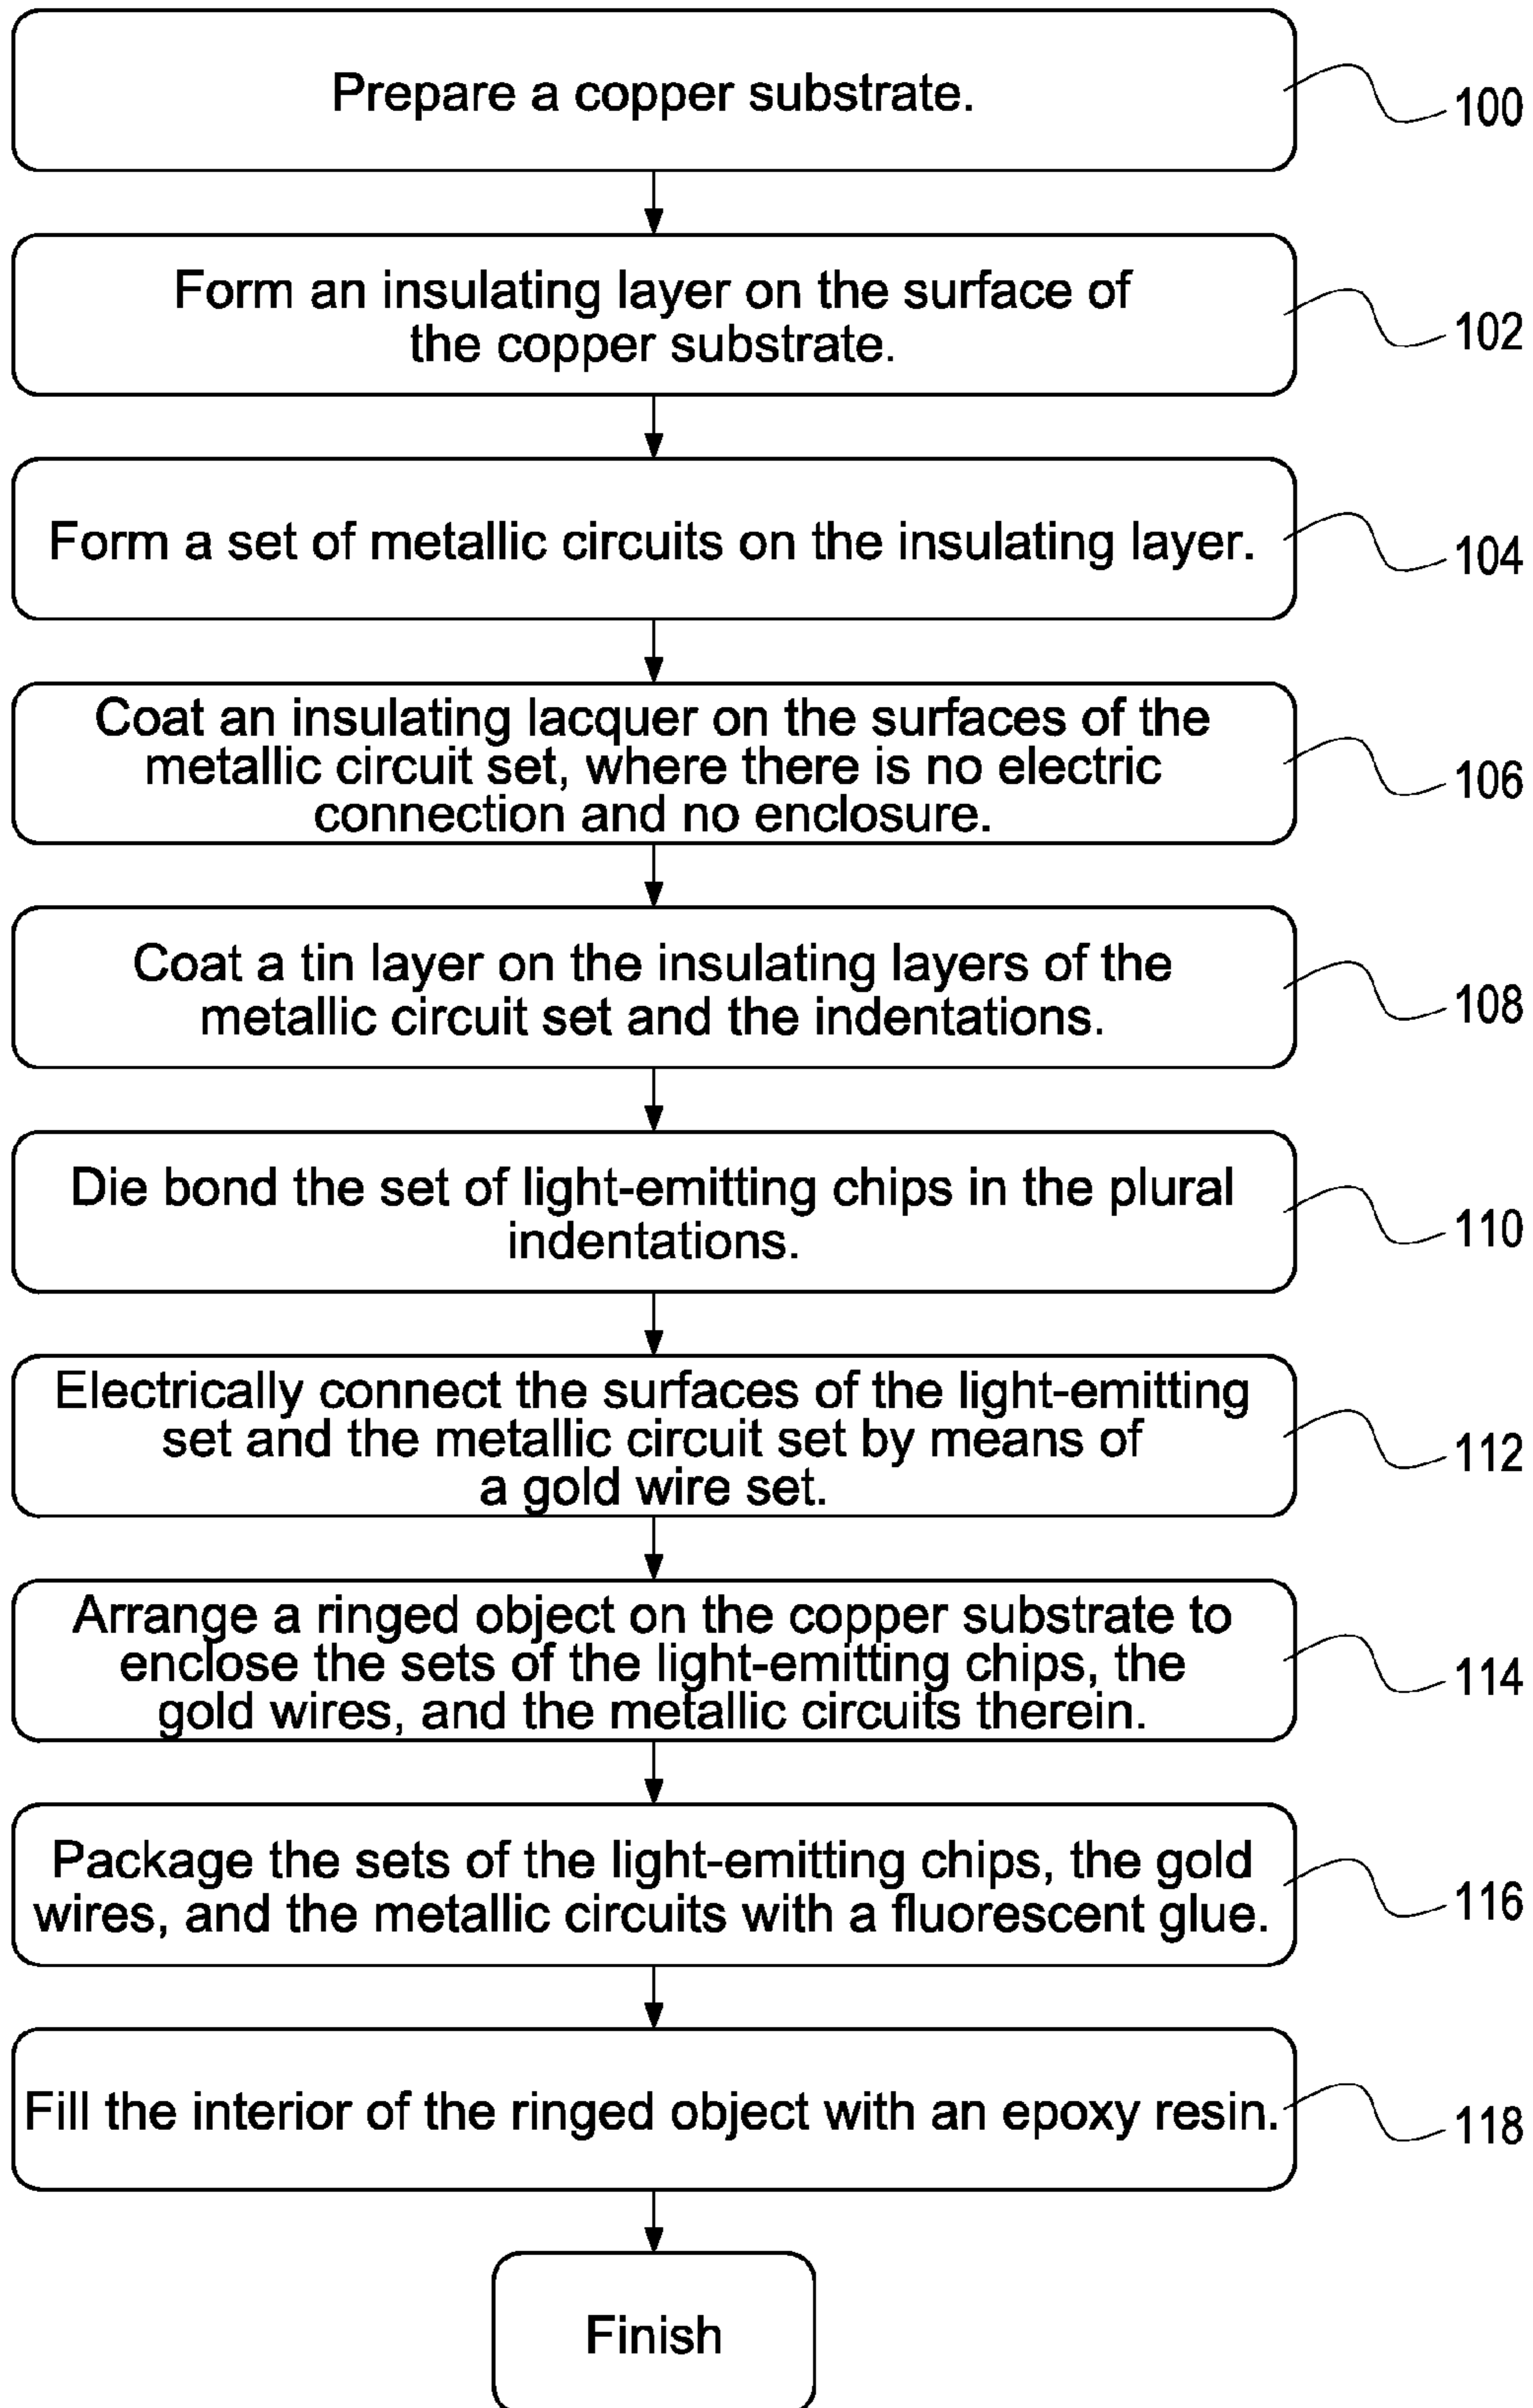 Prepare a copper substrate.
100
Form an insulating layer on the surface of
the copper substrate.
102
Form a set of metallic circuits on the insulating layer.
104
Coat an insulating lacquer on the surfaces of the
metallic circuit set, where there is no electric
connection and no enclosure.
106
Coat a tin layer on the insulating layers of the
metallic circuit set and the indentations.
108
Die bond the set of light-emitting chips in the plural
indentations.
110
Electrically connect the surfaces of the light-emitting
set and the metallic circuit set by means of
a gold wire set.
112
Arrange a ringed object on the copper substrate to
enclose the sets of the light-emitting chips, the
gold wires, and the metallic circuits therein.
114
Package the sets of the light-emitting chips, the gold
wires, and the metallic circuits with a fluorescent glue.
116
Fill the interior of the ringed object with an epoxy resin.
118
Finish